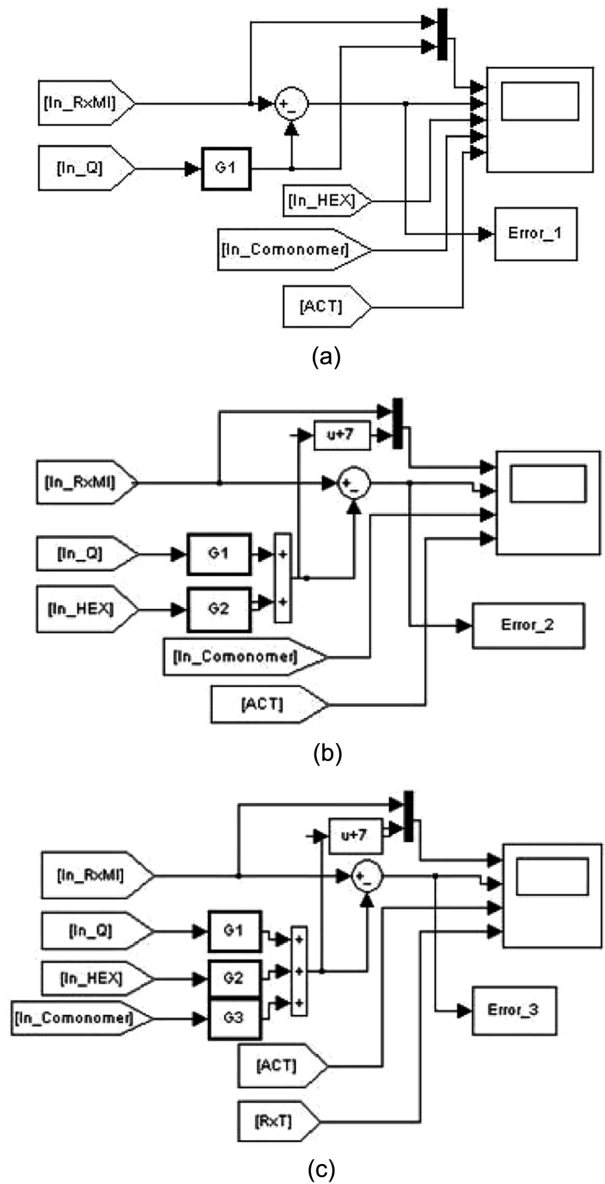 [In_RxMI]
+
−
[In_Q]
G1
[In_HEX]
[In_Comonomer]
Error_1
[ACT]
(a)
u+7
[In_RxMI]
+
−
[In_Q]
G1
+
[In_HEX]
G2
+
Error_2
[In_Comonomer]
[ACT]
(b)
u+7
[In_RxMI]
+
−
[In_Q]
G1
+
[In_HEX]
G2
+
[In_Comonomer]
G3
+
Error_3
[ACT]
[RxT]
(c)